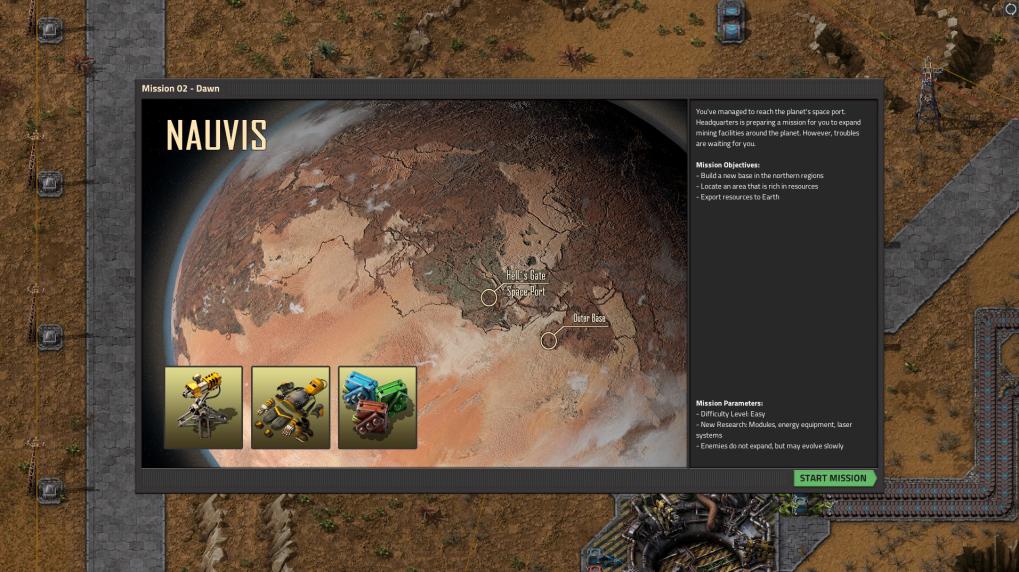 Mission 02 - Dawn
NAUVIS
Hell's Gate
Space Port
Outer Base
You've managed to reach the planet's space port.
Headquarters is preparing a mission for you to expand
mining facilities around the planet. However, troubles
are waiting for you.
Mission Objectives:
- Build a new base in the northern regions
- Locate an area that is rich in resources
- Export resources to Earth
Mission Parameters:
- Difficulty Level: Easy
- New Research: Modules, energy equipment, laser
systems
- Enemies do not expand, but may evolve slowly
START MISSION